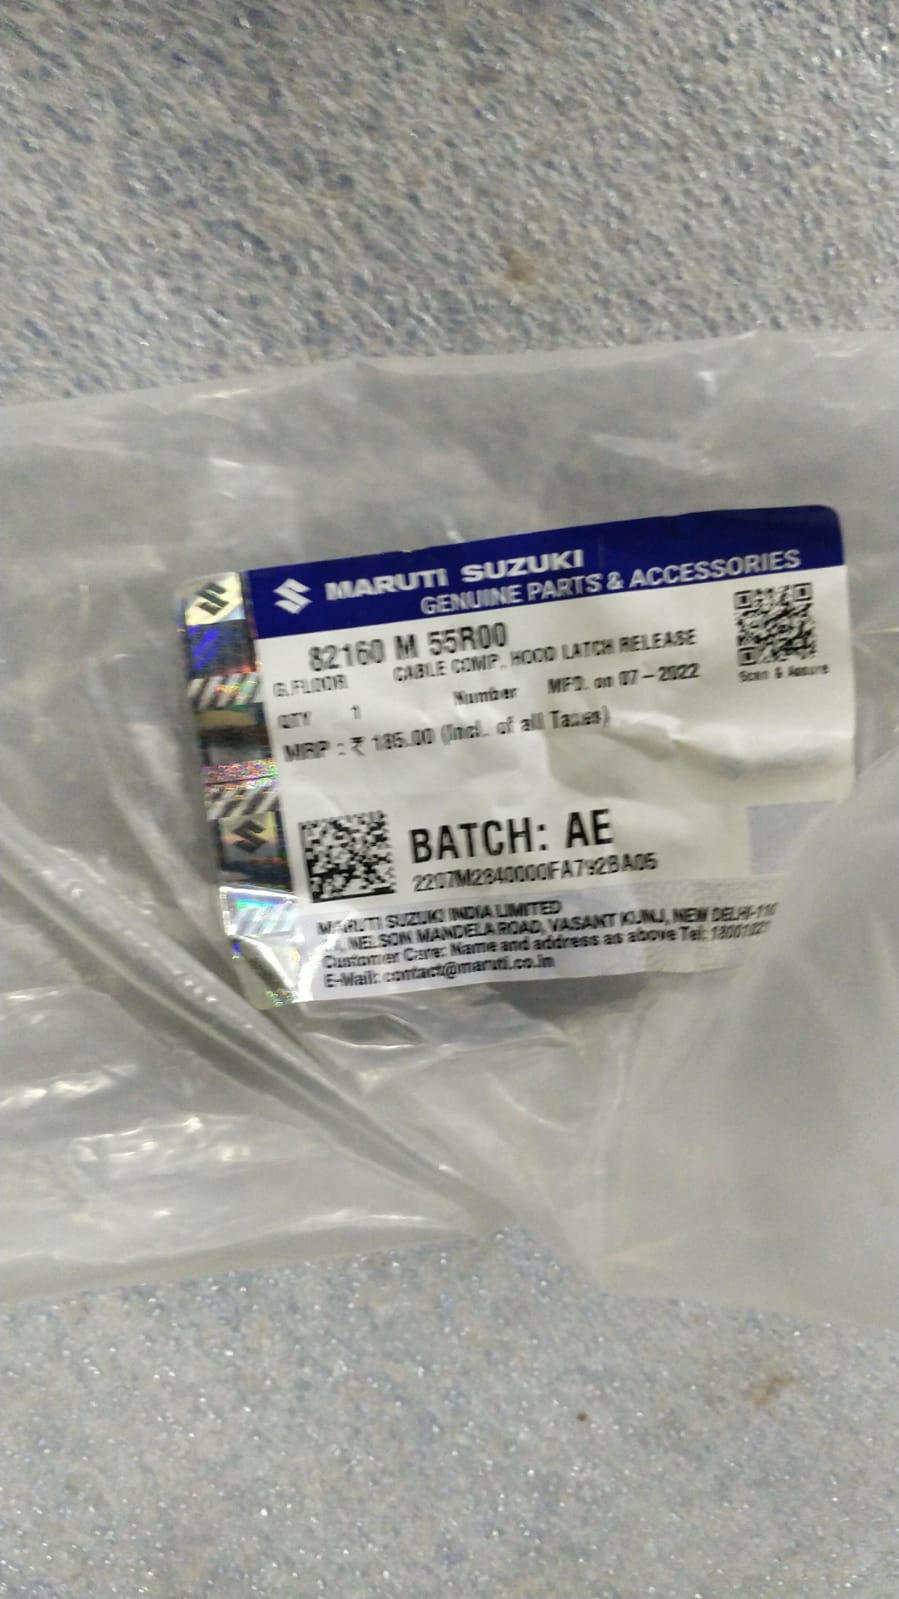 MARUTI SUZUKI
GENUINE PARTS & ACCESSORIES
82160 M 55R00
G.FLOOR CABLE COMP, HOOD LATCH RELEASE
QTY 1 Number MFD. on 07-2022
MRP : ₹ 185.00 (Incl. of all Taxes)
Scan & Assure
BATCH: AE
2207M2840000FA792BA05
MARUTI SUZUKI INDIA LIMITED
NELSON MANDELA ROAD, VASANT KUNJ, NEW DELHI-110
Customer Care: Name and address as above Tel:
E-Mail: contact@maruti.co.in